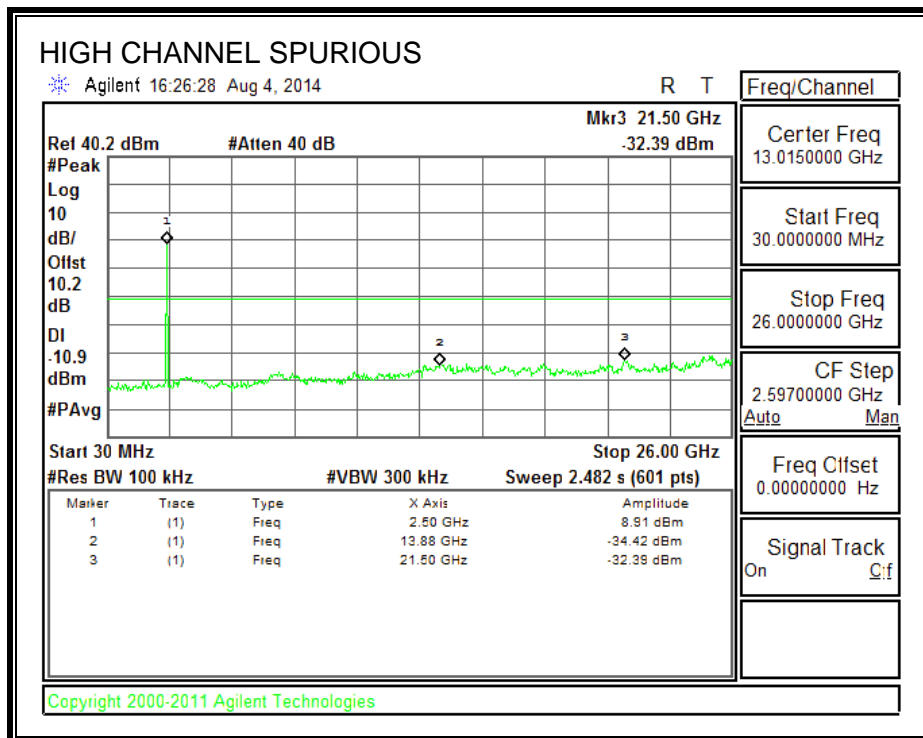 HIGH CHANNEL SPURIOUS
Agilent 16:26:28 Aug 4, 2014 R T
Freq/Channel
Mkr3 21.50 GHz
Ref 40.2 dBm #Atten 40 dB -32.39 dBm
#Peak
Log
10
dB/
Offst
10.2
dB
DI
-10.9
dBm
#PAvg
1
2
3
Start 30 MHz Stop 26.00 GHz
#Res BW 100 kHz #VBW 300 kHz Sweep 2.482 s (601 pts)
Marker Trace Type X Axis Amplitude
1 (1) Freq 2.50 GHz 8.91 dBm
2 (1) Freq 13.88 GHz -34.42 dBm
3 (1) Freq 21.50 GHz -32.39 dBm
Center Freq
13.0150000 GHz
Start Freq
30.0000000 MHz
Stop Freq
26.0000000 GHz
CF Step
2.59700000 GHz
Auto Man
Freq Offset
0.00000000 Hz
Signal Track
On Off
Copyright 2000-2011 Agilent Technologies